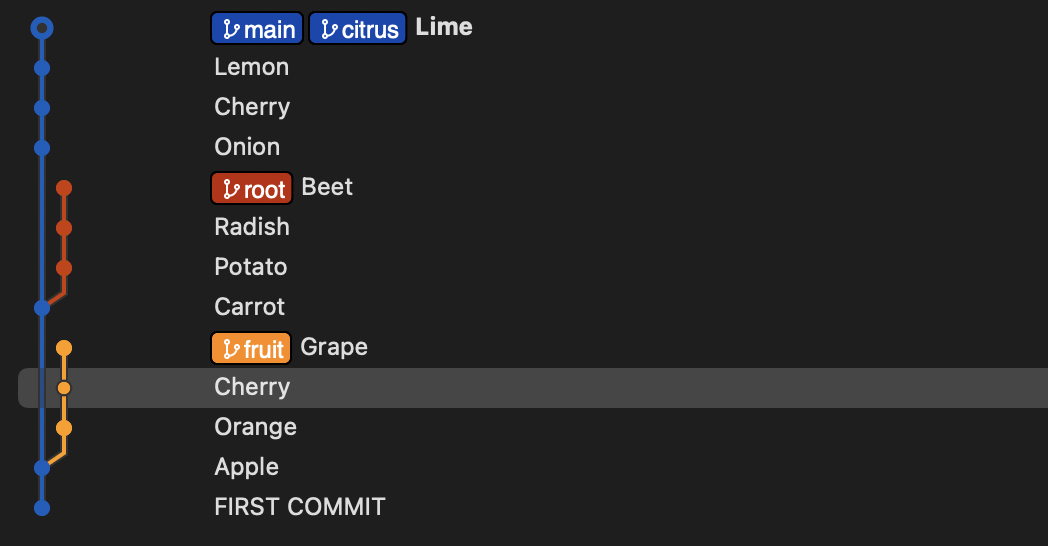 main citrus Lime
Lemon
Cherry
Onion
root Beet
Radish
Potato
Carrot
fruit Grape
Cherry
Orange
Apple
FIRST COMMIT